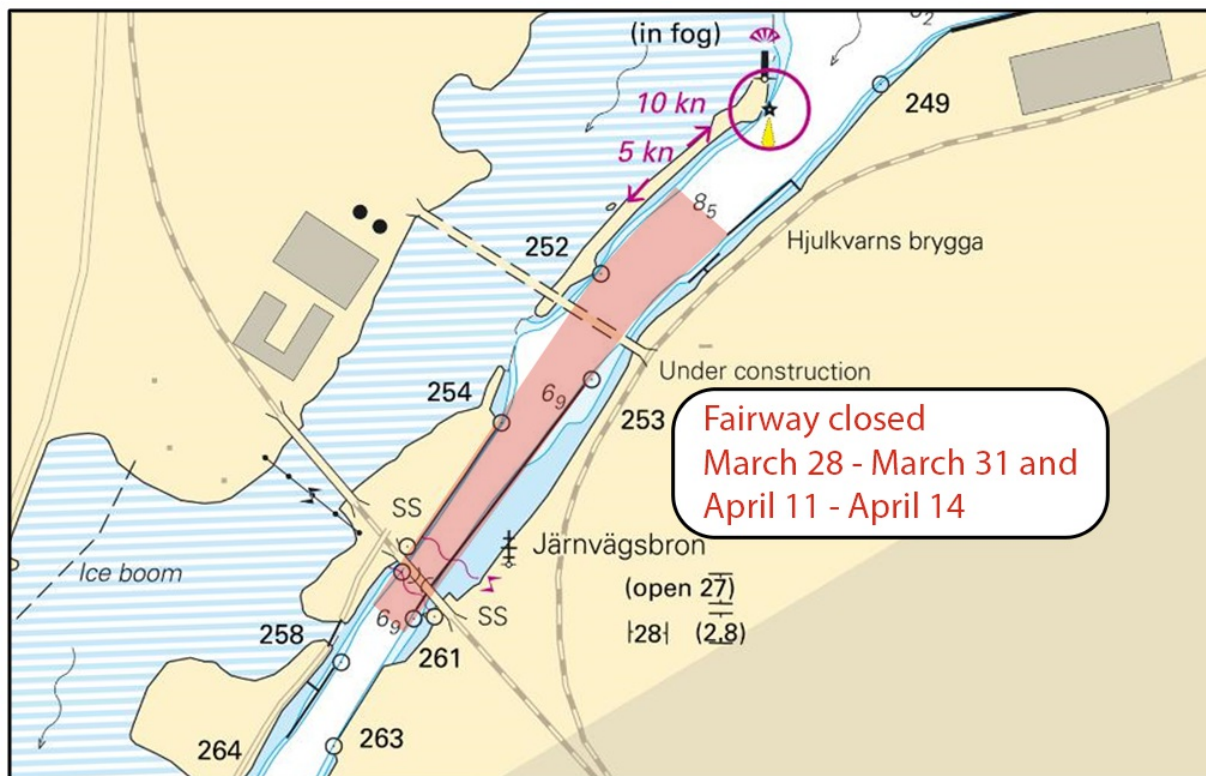 8₂
(in fog)
10 kn
249
5 kn
8₅
252
Hjulkvarns brygga
Under construction
254
6₉
253
Fairway closed
March 28 - March 31 and
April 11 - April 14
SS
Järnvägsbron
Ice boom
(open 27)
SS
6₉
28 (2,8)
258
261
264
263